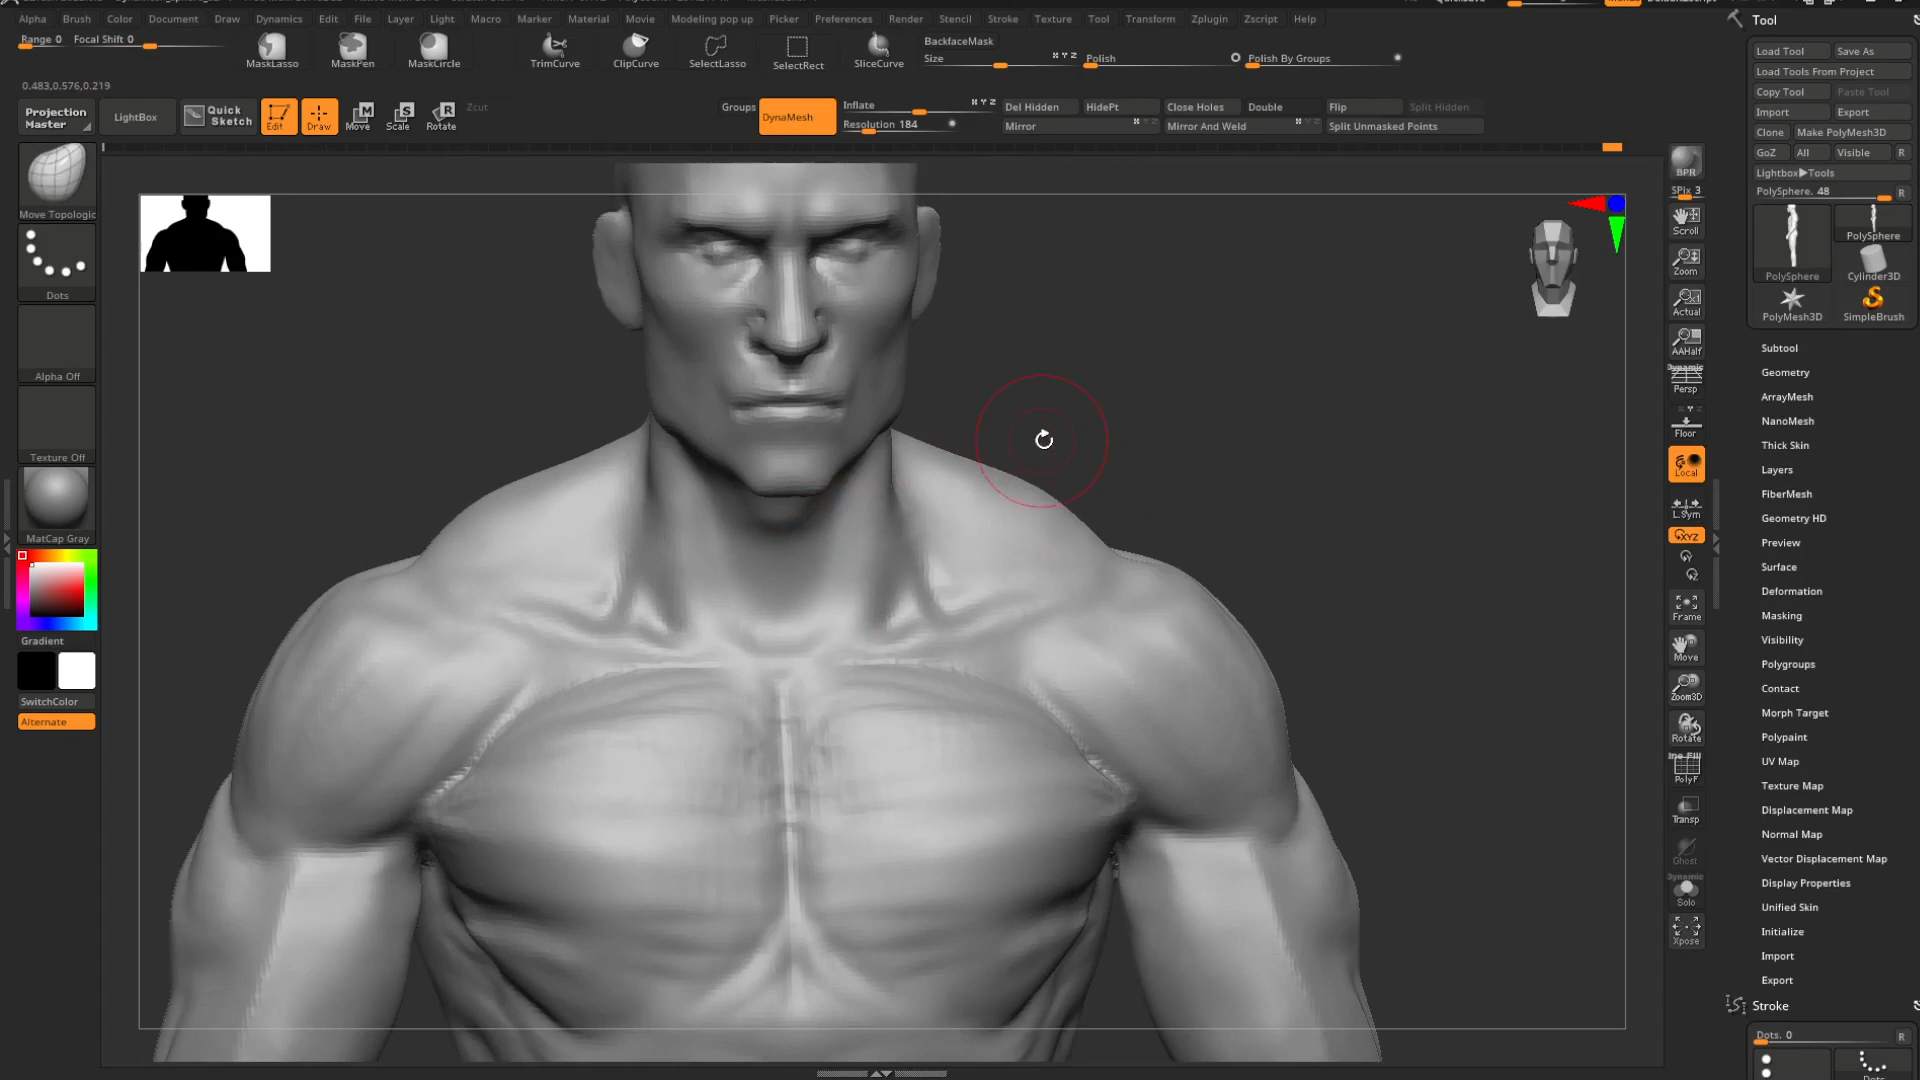 Alpha Brush Color Document Draw Dynamics Edit File Layer Light Macro Marker Material Movie Modeling pop up Picker Preferences Render Stencil Stroke Texture Tool Transform Zplugin Zscript Help
Tool
Range 0 Focal Shift 0
MaskLasso MaskPen MaskCircle TrimCurve ClipCurve SelectLasso SelectRect SliceCurve
BackfaceMask
Size X Y Z Polish Polish By Groups
0.483,0.576,0.219
Projection Master
LightBox
Quick Sketch
Edit Draw Move Scale Rotate
Zcut
Groups DynaMesh
Inflate X Y Z
Resolution 184
Del Hidden HidePt Close Holes Double Flip Split Hidden
Mirror Mirror And Weld Split Unmasked Points
Move Topologic
Dots
Alpha Off
Texture Off
MatCap Gray
Gradient
SwitchColor
Alternate
BPR
SPix 3
Scroll
Zoom
Actual
AAHalf
Dynamic
Persp
Floor
Local
L.Sym
XYZ
Y
Z
Frame
Move
Zoom3D
Rotate
PolyF
Transp
Ghost
Dynamic
Solo
Xpose
Load Tool Save As
Load Tools From Project
Copy Tool Paste Tool
Import Export
Clone Make PolyMesh3D
GoZ All Visible R
Lightbox▶Tools
PolySphere. 48 R
PolySphere
PolySphere Cylinder3D
PolyMesh3D SimpleBrush
Subtool
Geometry
ArrayMesh
NanoMesh
Thick Skin
Layers
FiberMesh
Geometry HD
Preview
Surface
Deformation
Masking
Visibility
Polygroups
Contact
Morph Target
Polypaint
UV Map
Texture Map
Displacement Map
Normal Map
Vector Displacement Map
Display Properties
Unified Skin
Initialize
Import
Export
Stroke
Dots. 0 R